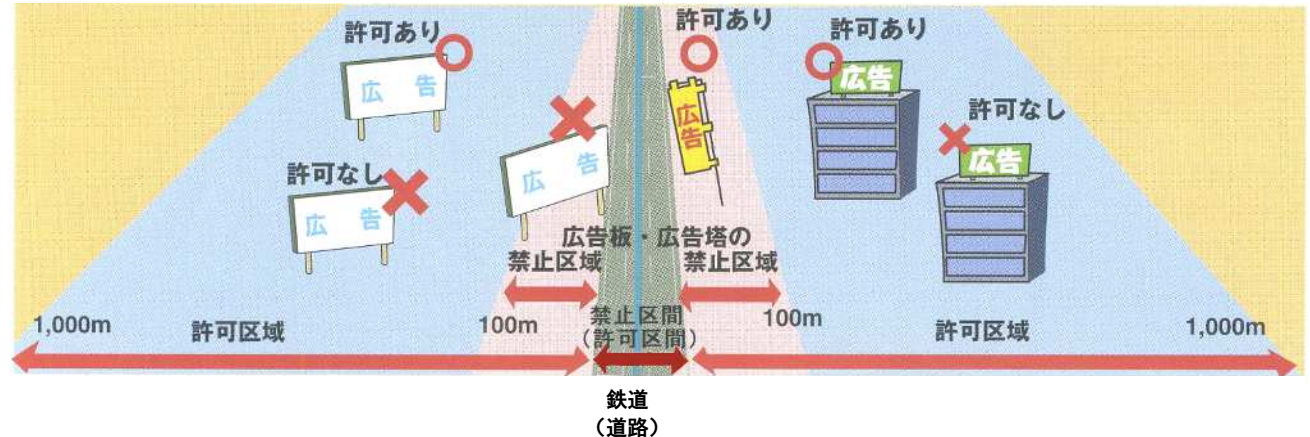 許可あり
許可あり
許可あり
広告
広告
広告
広告
許可なし
許可なし
広告
広告
広告板・広告塔の
禁止区域
禁止区域
1,000m
許可区域
100m
禁止区間
(許可区間)
100m
許可区域
1,000m
鉄道
（道路）